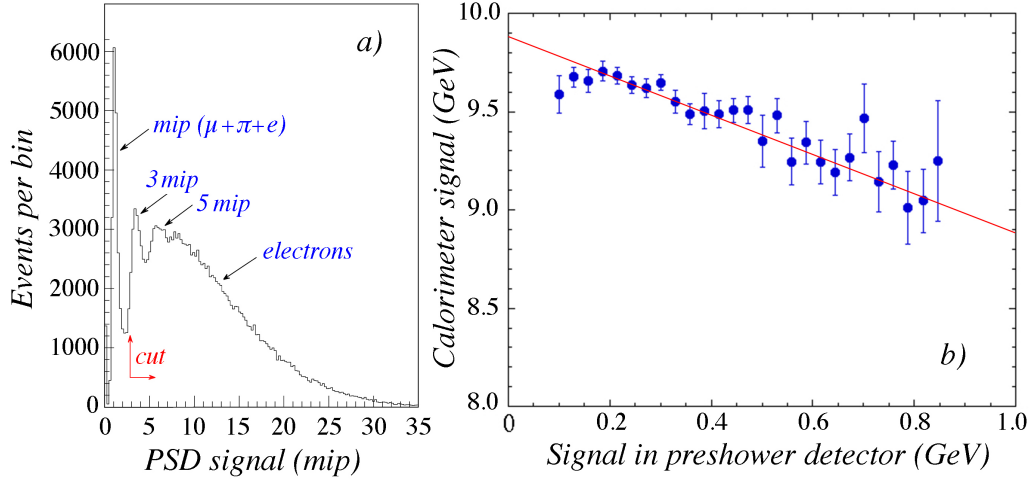 a)
6000
5000
4000
3000
2000
1000
0
Events per bin
mip (μ+π+e)
3 mip
5 mip
electrons
cut
0 5 10 15 20 25 30 35
PSD signal (mip)
10.0
9.5
9.0
8.5
8.0
Calorimeter signal (GeV)
b)
0 0.2 0.4 0.6 0.8 1.0
Signal in preshower detector (GeV)